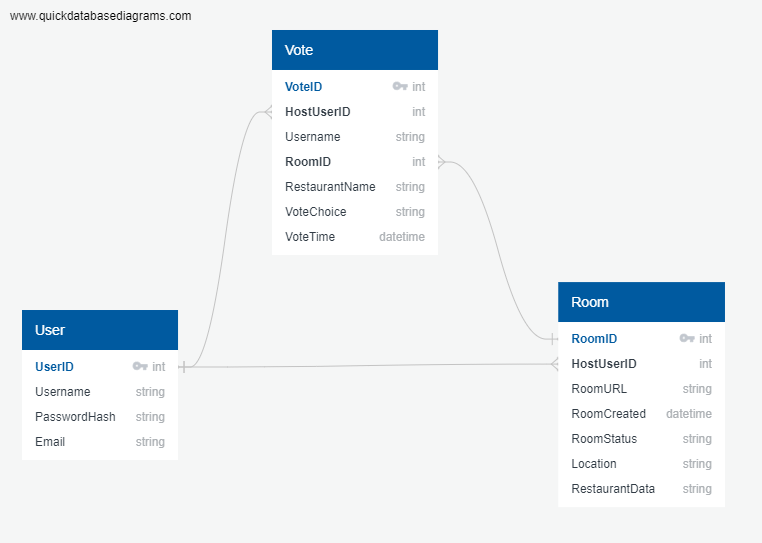 www.quickdatabasediagrams.com
Vote
VoteID int
HostUserID int
Username string
RoomID int
RestaurantName string
VoteChoice string
VoteTime datetime
User
UserID int
Username string
PasswordHash string
Email string
Room
RoomID int
HostUserID int
RoomURL string
RoomCreated datetime
RoomStatus string
Location string
RestaurantData string